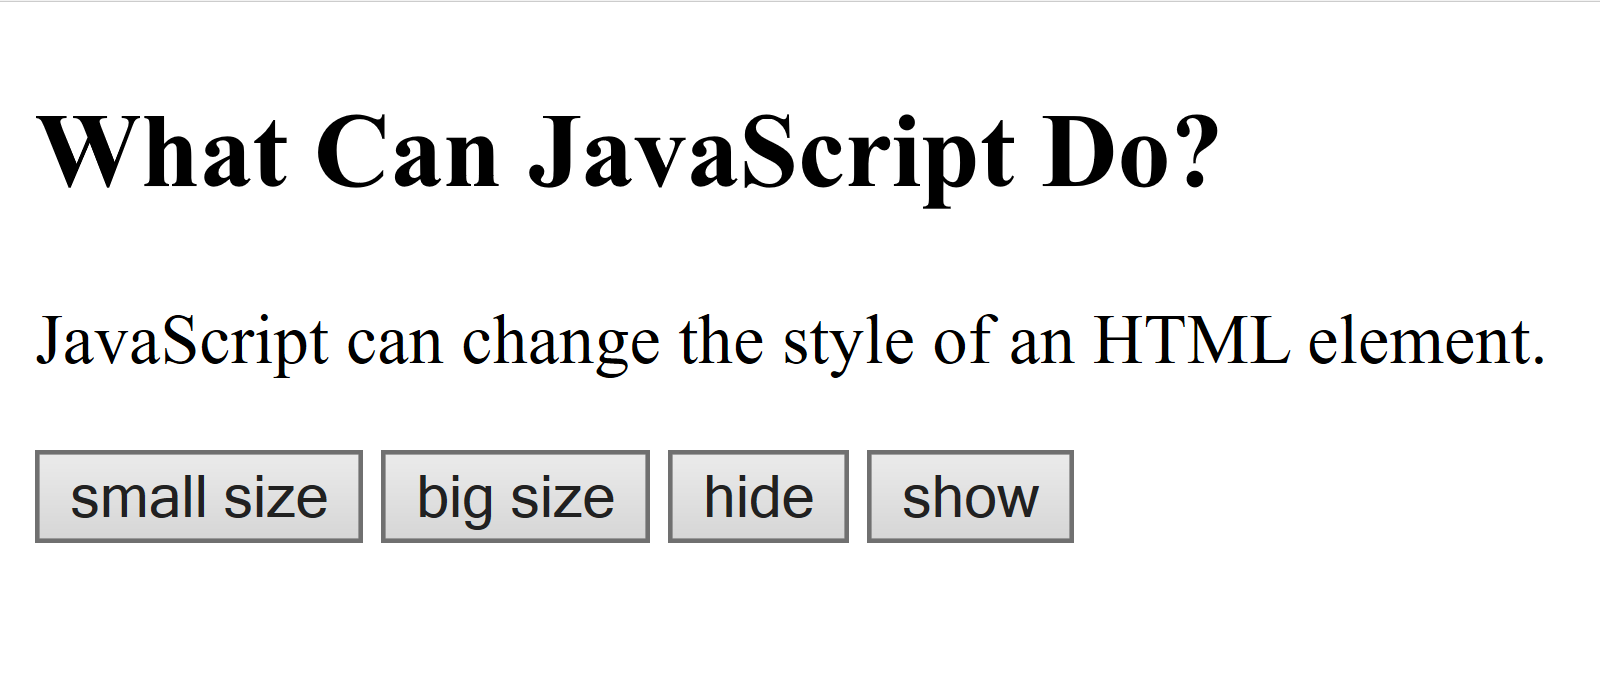 What Can JavaScript Do?
JavaScript can change the style of an HTML element.
small size big size hide show